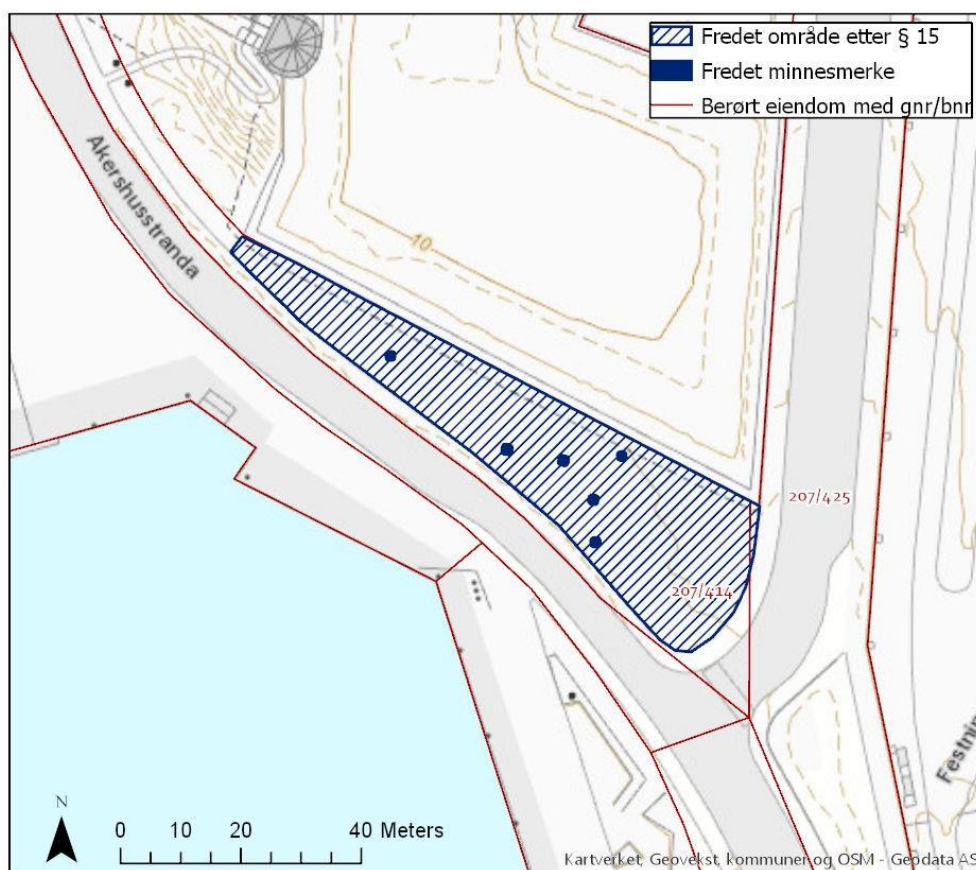 Fredet område etter § 15
Fredet minnesmerke
Berørt eiendom med gnr/bnr
Akershusstranda
10
207/425
207/414
Festnin
N
0 10 20 40 Meters
Kartverket, Geovekst, kommuner og OSM - Geodata AS